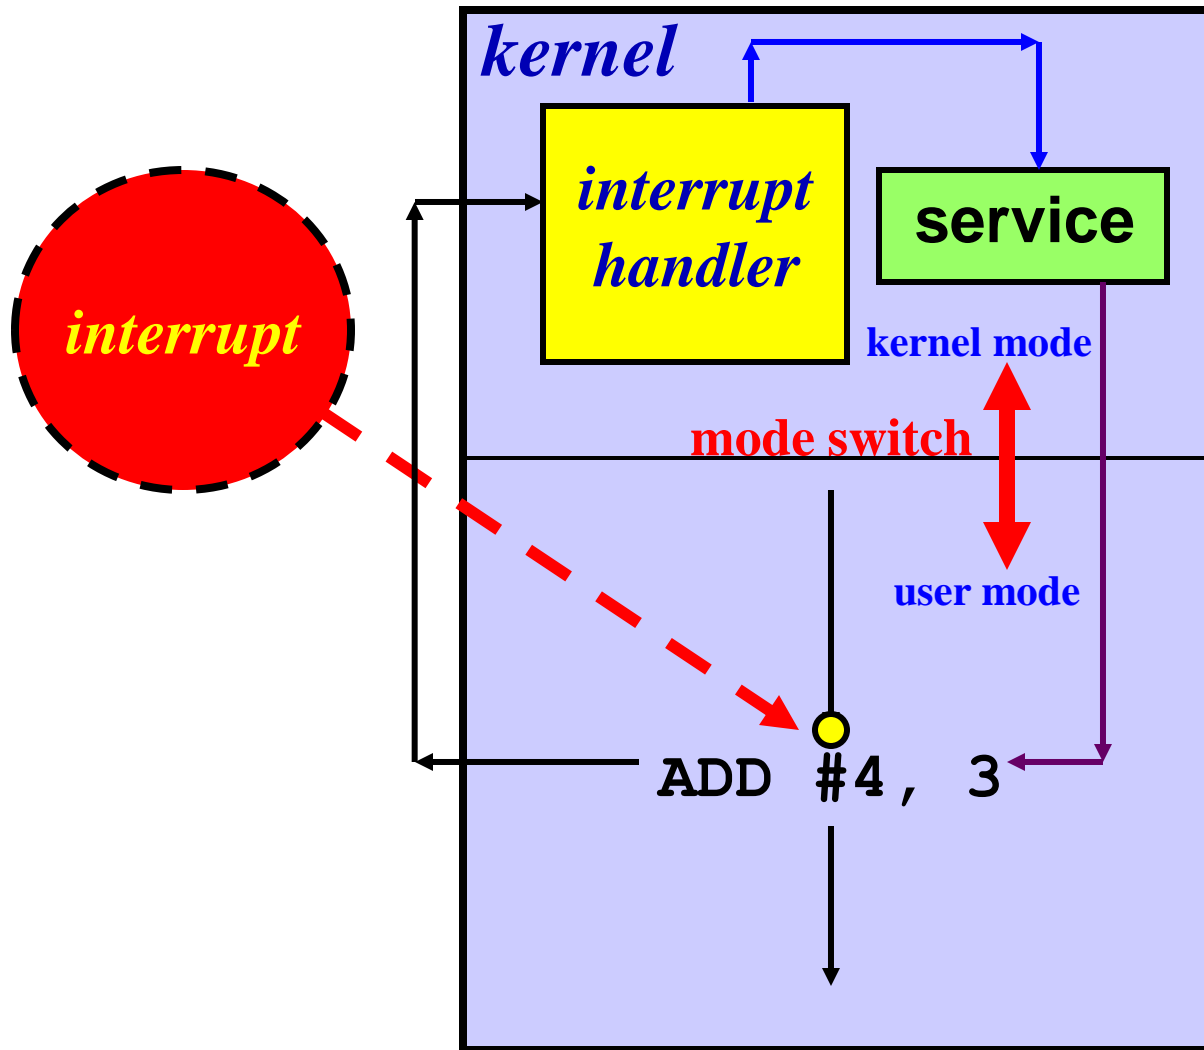 kernel
interrupt
handler
service
interrupt
kernel mode
mode switch
user mode
ADD #4, 3